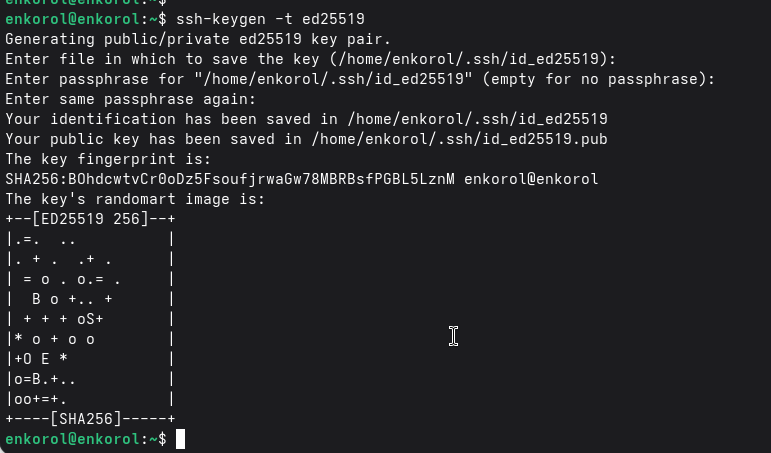 enkorol@enkorol:~$ ssh-keygen -t ed25519
Generating public/private ed25519 key pair.
Enter file in which to save the key (/home/enkorol/.ssh/id_ed25519):
Enter passphrase for "/home/enkorol/.ssh/id_ed25519" (empty for no passphrase):
Enter same passphrase again:
Your identification has been saved in /home/enkorol/.ssh/id_ed25519
Your public key has been saved in /home/enkorol/.ssh/id_ed25519.pub
The key fingerprint is:
SHA256:BOhdcwtvCr0oDz5FsoufjrwaGw78MBRBsfPGBL5LznM enkorol@enkorol
The key's randomart image is:
+--[ED25519 256]--+
|.=.  ..          |
|. + .  .+ .      |
| = o . o.= .     |
|  B o +.. +      |
| + + + oS+       |
|* o + o o        |
|+O E *           |
|o=B.+..          |
|oo+=+.           |
+----[SHA256]-----+
enkorol@enkorol:~$